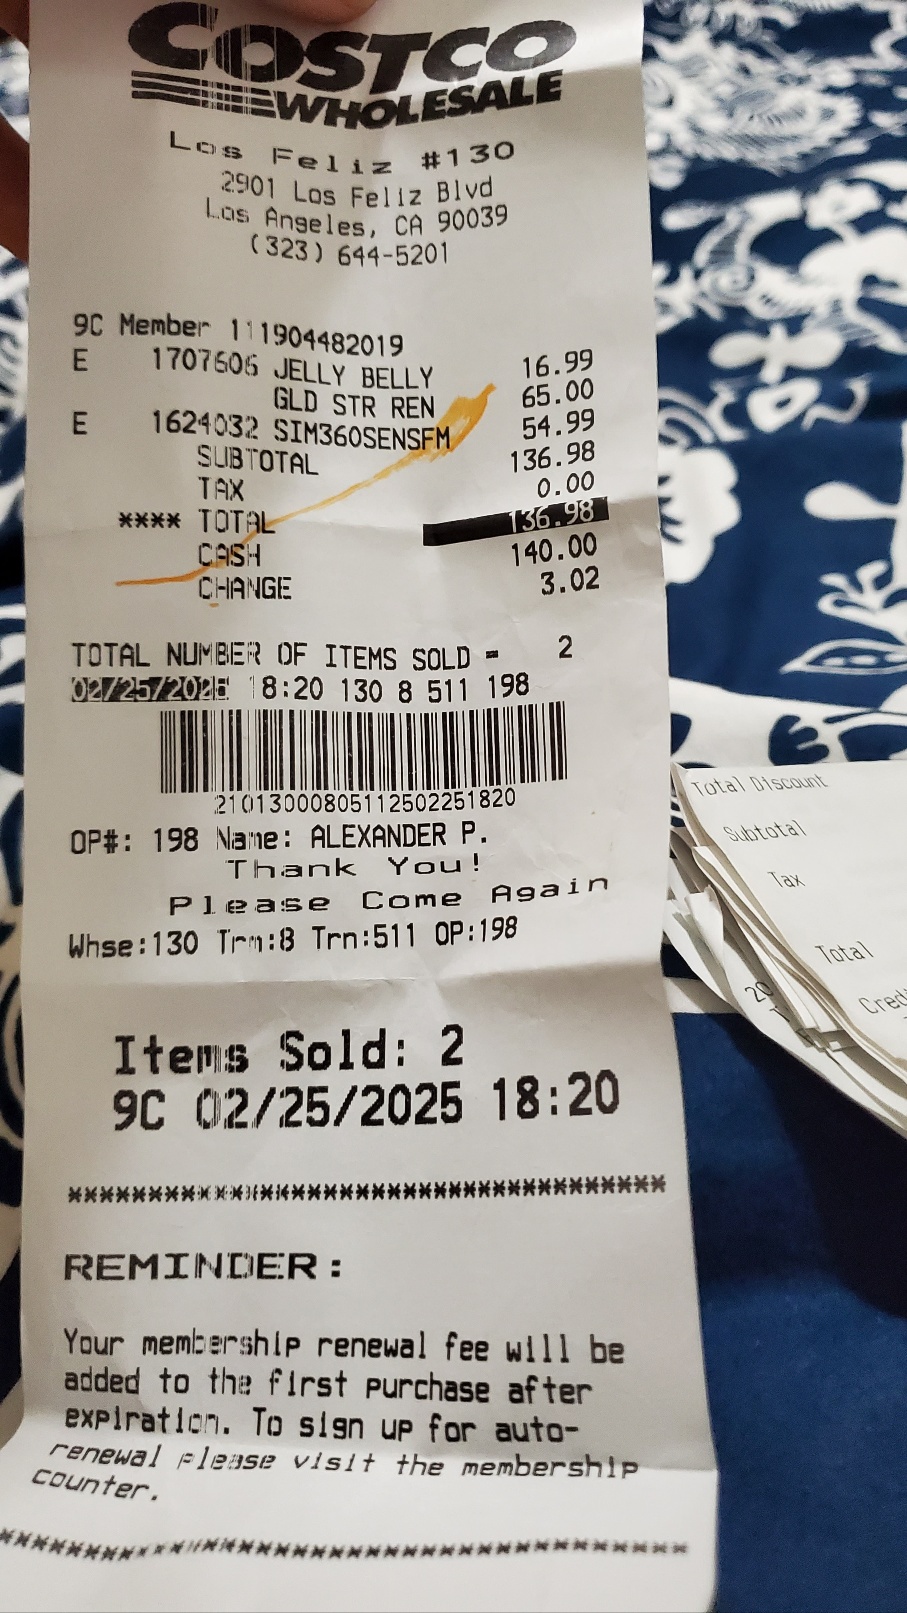 COSTCO
WHOLESALE
Los Feliz #130
2901 Los Feliz Blvd
Los Angeles, CA 90039
(323) 644-5201
9C Member 111904482019
E 1707606 JELLY BELLY 16.99
GLD STR REN 65.00
E 1624032 SIM360SENSFM 54.99
SUBTOTAL 136.98
TAX 0.00
**** TOTAL 136.98
CASH 140.00
CHANGE 3.02
TOTAL NUMBER OF ITEMS SOLD = 2
02/25/2025 18:20 130 8 511 198
21013000805112502251820
OP#: 198 Name: ALEXANDER P.
Thank You!
Please Come Again
Whse:130 Trm:8 Trn:511 OP:198
Items Sold: 2
9C 02/25/2025 18:20
***************************************
REMINDER:
Your membership renewal fee will be
added to the first purchase after
expiration. To sign up for auto-
renewal please visit the membership
counter.
***************************************
Total Discount
Subtotal
Tax
Total
20